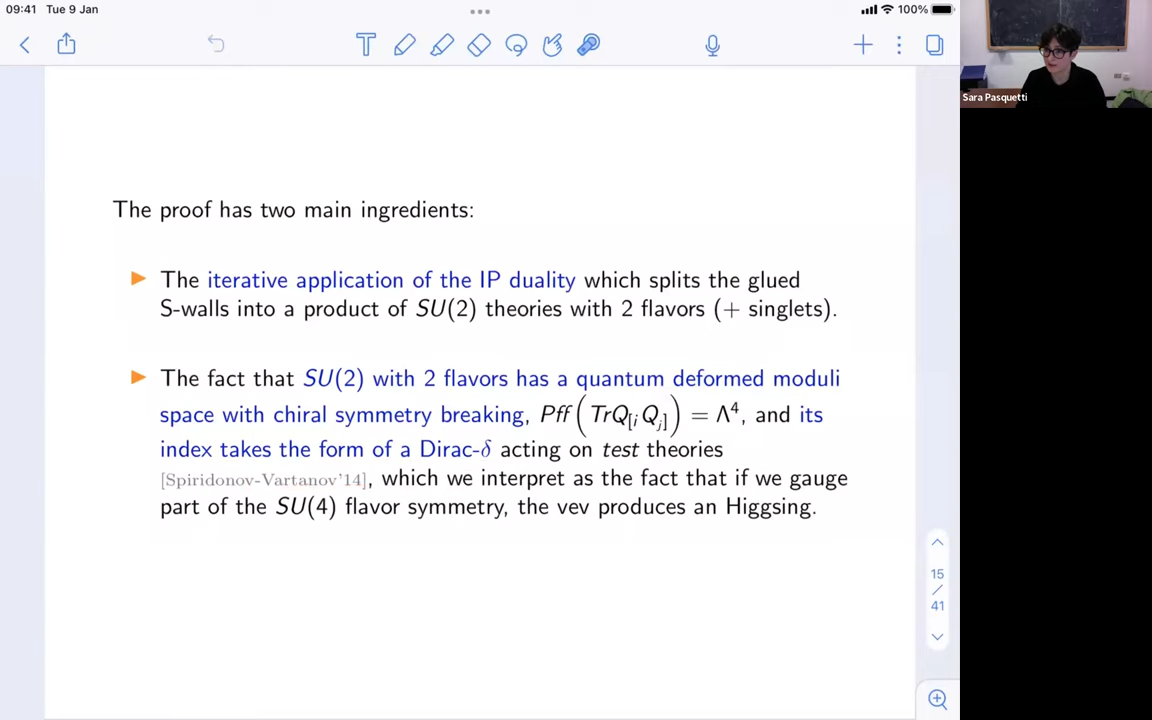 09:41 Tue 9 Jan
100%
Sara Pasquetti
The proof has two main ingredients:
The iterative application of the IP duality which splits the glued
S-walls into a product of SU(2) theories with 2 flavors (+ singlets).
The fact that SU(2) with 2 flavors has a quantum deformed moduli
space with chiral symmetry breaking, Pff(TrQ[iQj]) = Λ⁴, and its
index takes the form of a Dirac-δ acting on test theories
[Spiridonov-Vartanov'14], which we interpret as the fact that if we gauge
part of the SU(4) flavor symmetry, the vev produces an Higgsing.
15
/
41